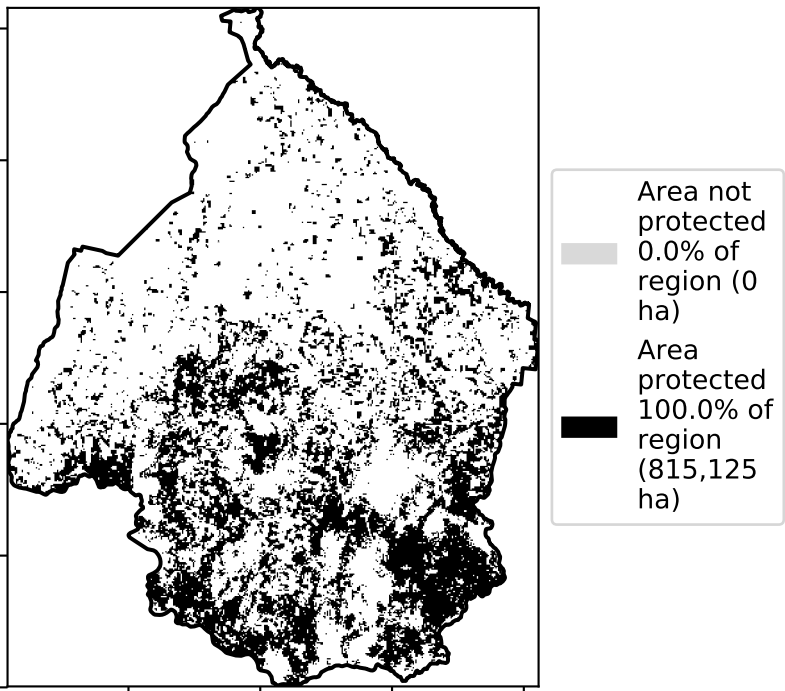 Area not
protected
0.0% of
region (0
ha)
Area
protected
100.0% of
region
(815,125
ha)